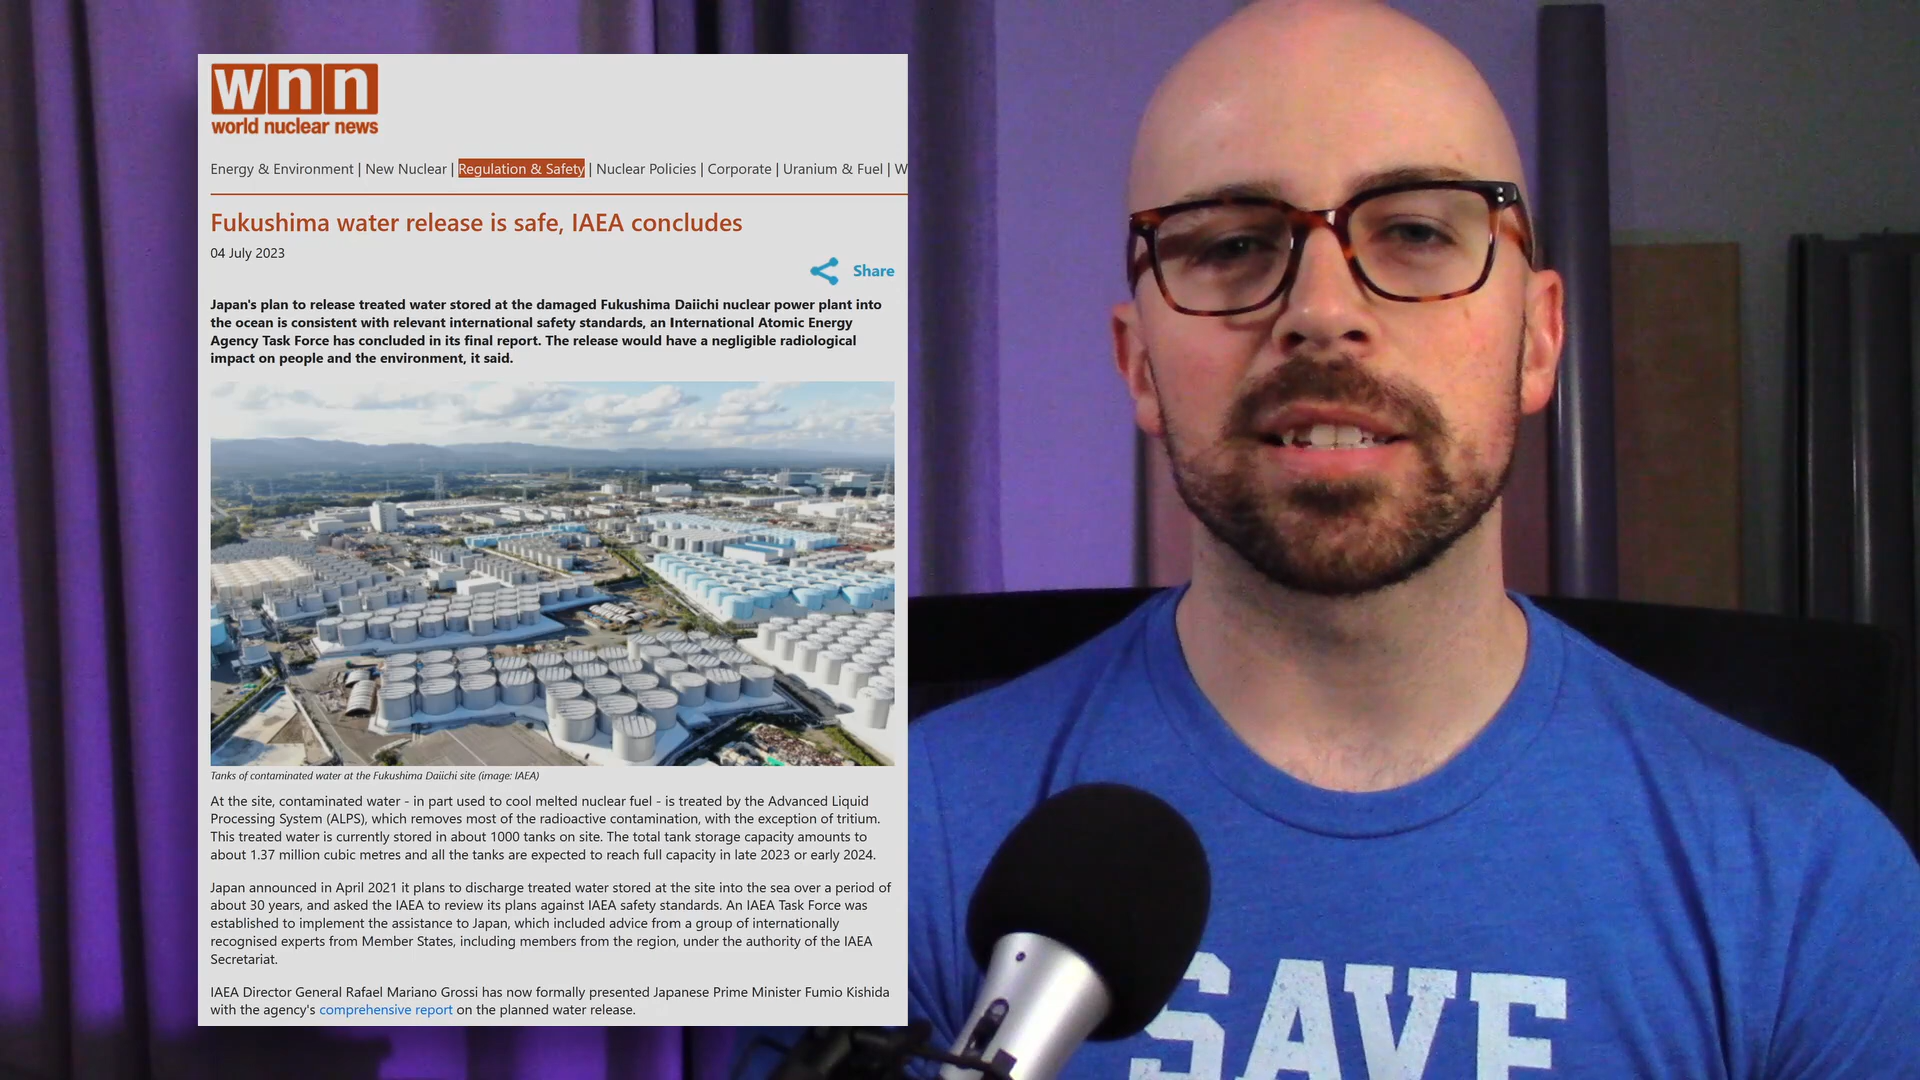 wnn
world nuclear news
Energy & Environment | New Nuclear | Regulation & Safety | Nuclear Policies | Corporate | Uranium & Fuel | W
Fukushima water release is safe, IAEA concludes
04 July 2023
Share
Japan's plan to release treated water stored at the damaged Fukushima Daiichi nuclear power plant into
the ocean is consistent with relevant international safety standards, an International Atomic Energy
Agency Task Force has concluded in its final report. The release would have a negligible radiological
impact on people and the environment, it said.
Tanks of contaminated water at the Fukushima Daiichi site (image: IAEA)
At the site, contaminated water - in part used to cool melted nuclear fuel - is treated by the Advanced Liquid
Processing System (ALPS), which removes most of the radioactive contamination, with the exception of tritium.
This treated water is currently stored in about 1000 tanks on site. The total tank storage capacity amounts to
about 1.37 million cubic metres and all the tanks are expected to reach full capacity in late 2023 or early 2024.
Japan announced in April 2021 it plans to discharge treated water stored at the site into the sea over a period of
about 30 years, and asked the IAEA to review its plans against IAEA safety standards. An IAEA Task Force was
established to implement the assistance to Japan, which included advice from a group of internationally
recognised experts from Member States, including members from the region, under the authority of the IAEA
Secretariat.
IAEA Director General Rafael Mariano Grossi has now formally presented Japanese Prime Minister Fumio Kishida
with the agency's comprehensive report on the planned water release.
SAVE